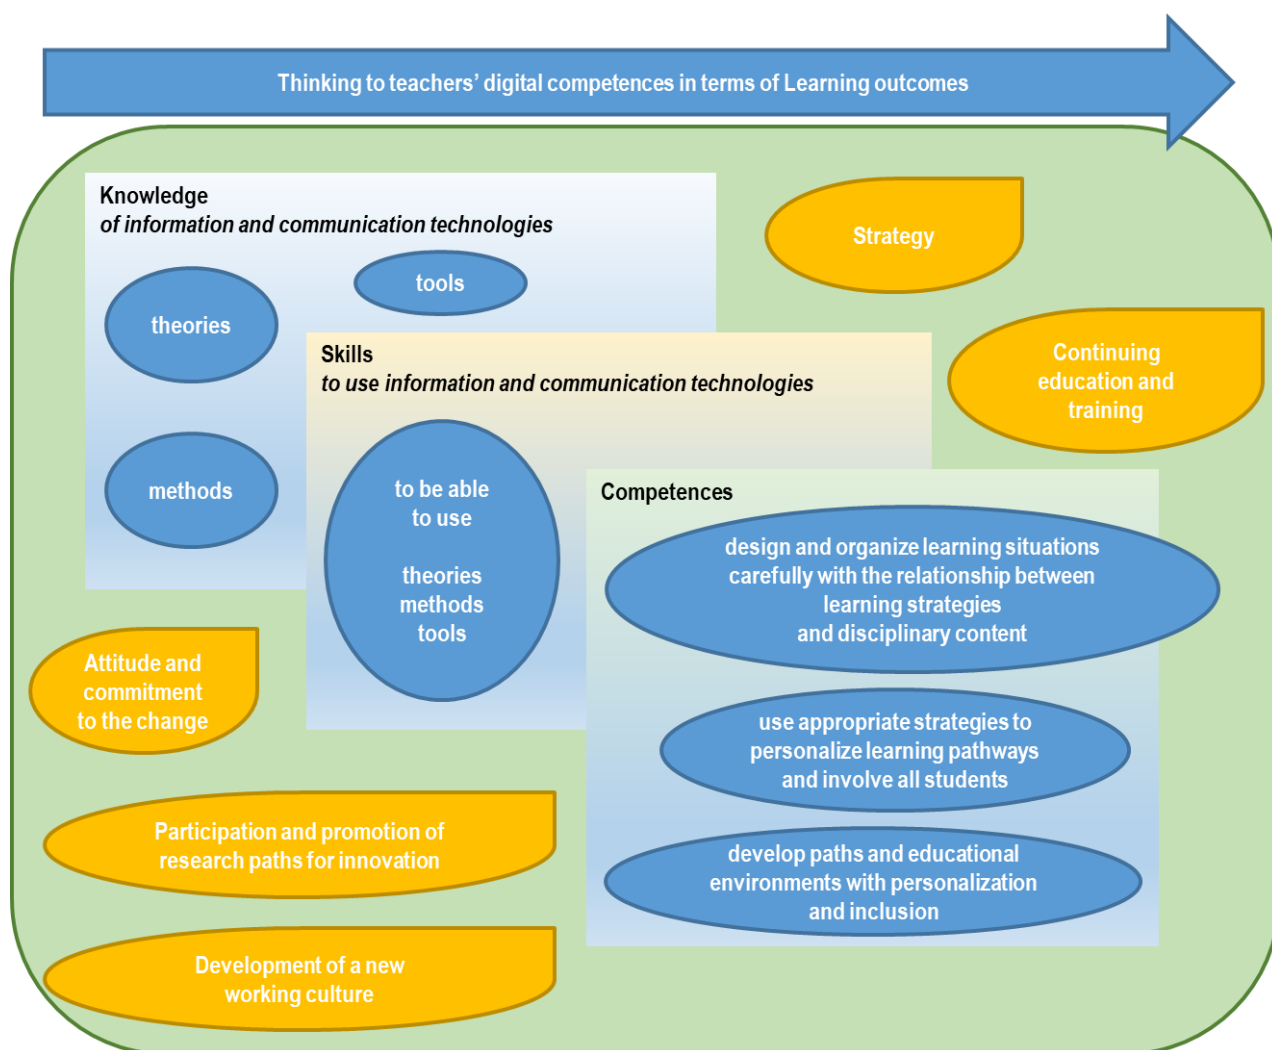 Thinking to teachers' digital competences in terms of Learning outcomes
Knowledge
of information and communication technologies
tools
theories
methods
Skills
to use information and communication technologies
to be able
to use
theories
methods
tools
Competences
design and organize learning situations
carefully with the relationship between
learning strategies
and disciplinary content
use appropriate strategies to
personalize learning pathways
and involve all students
develop paths and educational
environments with personalization
and inclusion
Strategy
Continuing
education and
training
Attitude and
commitment
to the change
Participation and promotion of
research paths for innovation
Development of a new
working culture